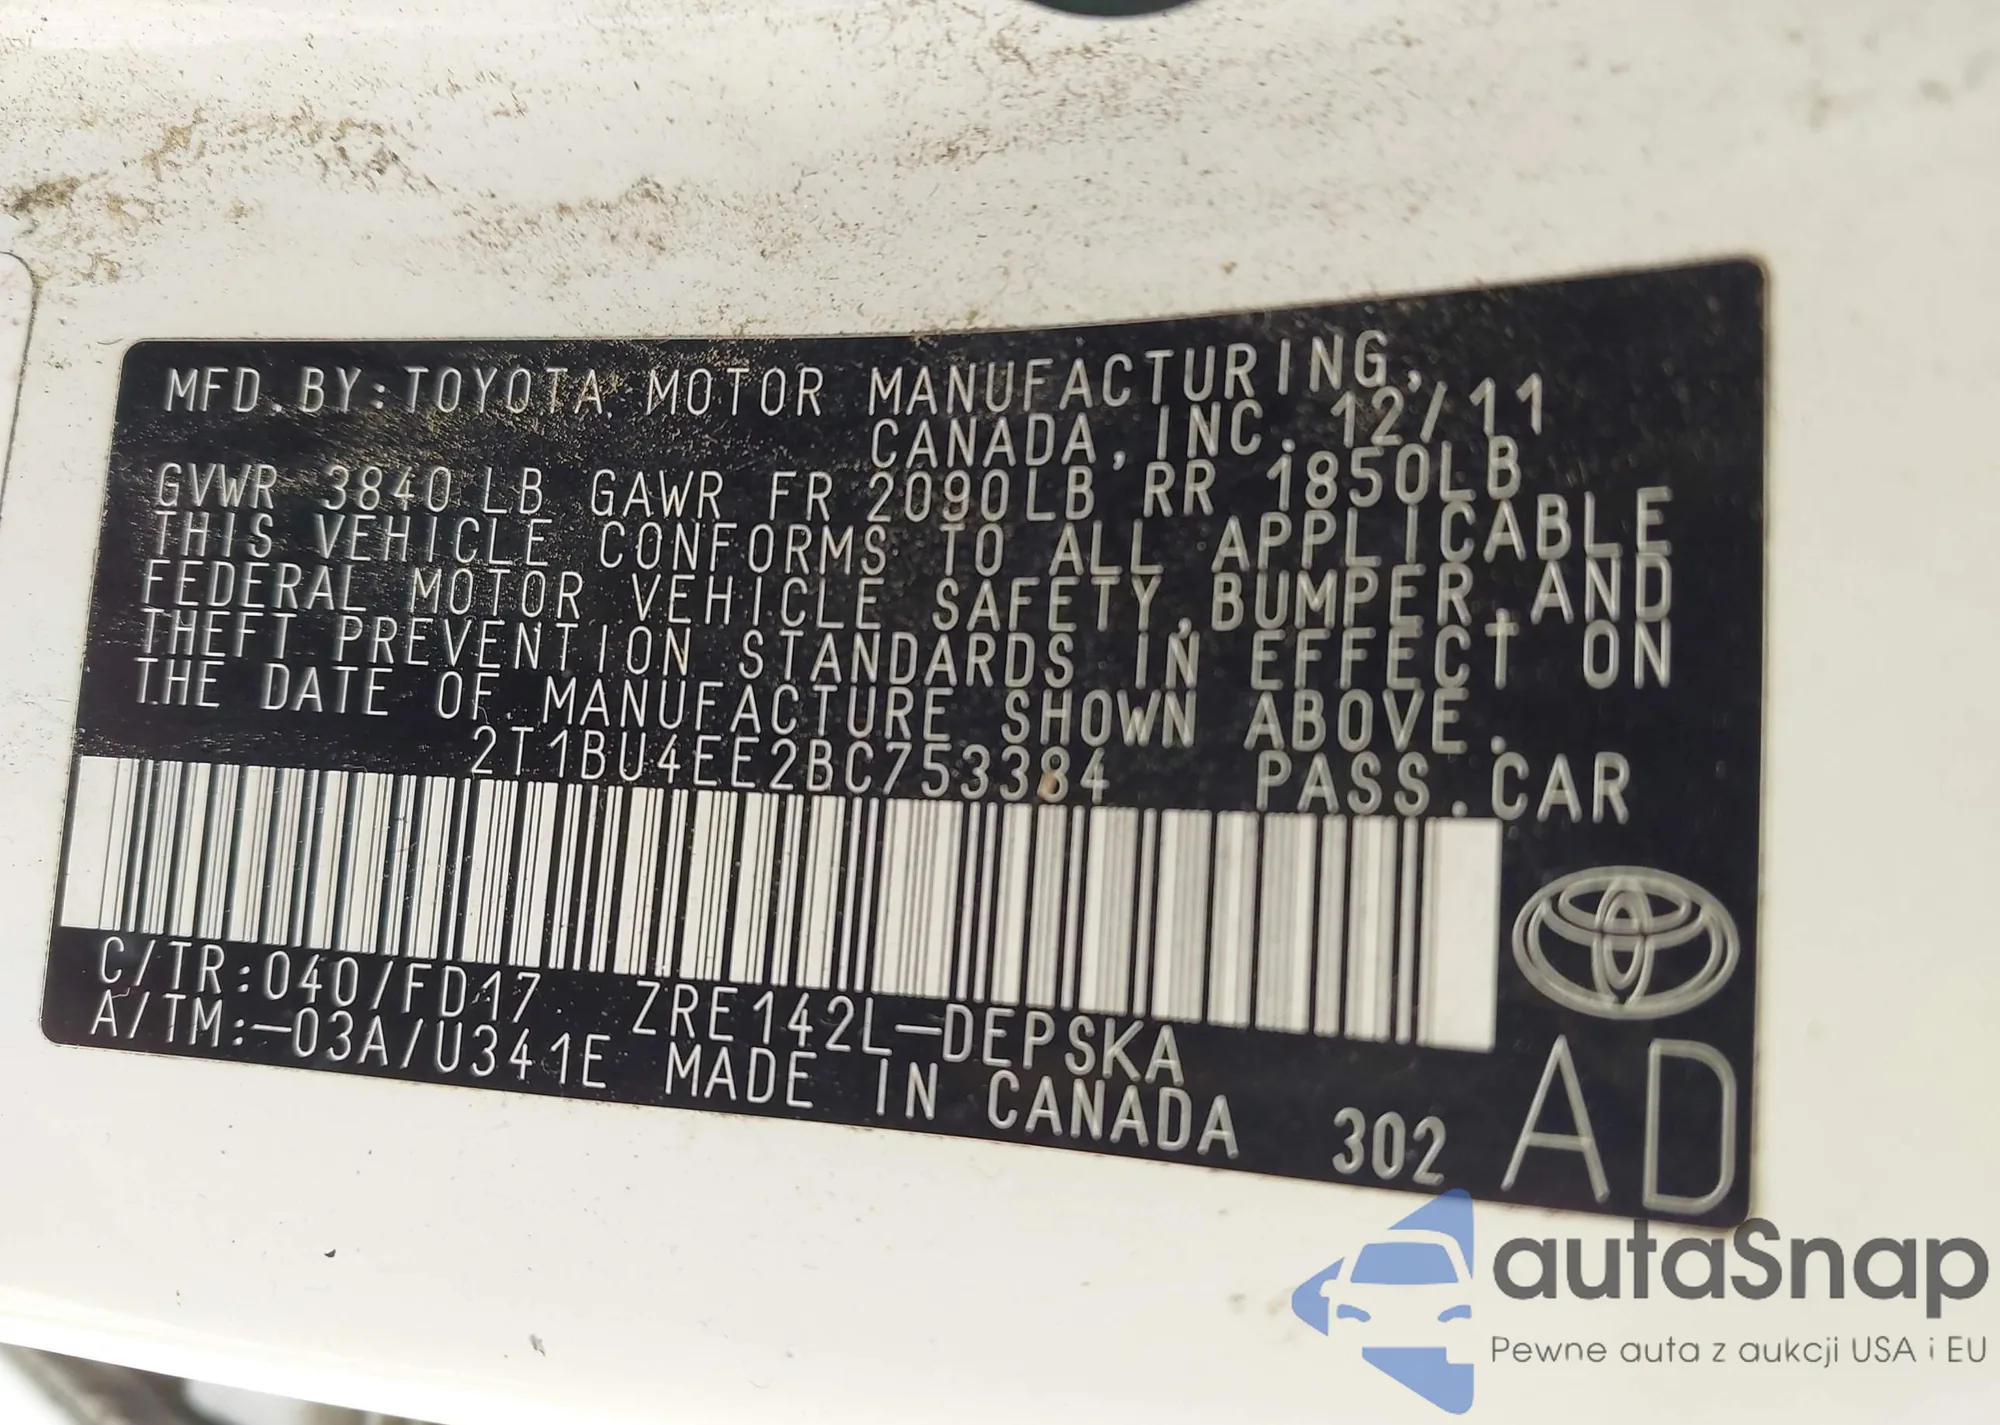 MFD. BY: TOYOTA MOTOR MANUFACTURING,
CANADA, INC. 12/11
GVWR 3840 LB GAWR FR 2090LB RR 1850LB
THIS VEHICLE CONFORMS TO ALL APPLICABLE
FEDERAL MOTOR VEHICLE SAFETY, BUMPER, AND
THEFT PREVENTION STANDARDS IN EFFECT ON
THE DATE OF MANUFACTURE SHOWN ABOVE.
2T1BU4EE2BC753384 PASS. CAR
C/TR: 040/FD17 ZRE142L-DEPSKA
A/TM:-03A/U341E MADE IN CANADA 302
AD
autaSnap
Pewne auta z aukcji USA i EU